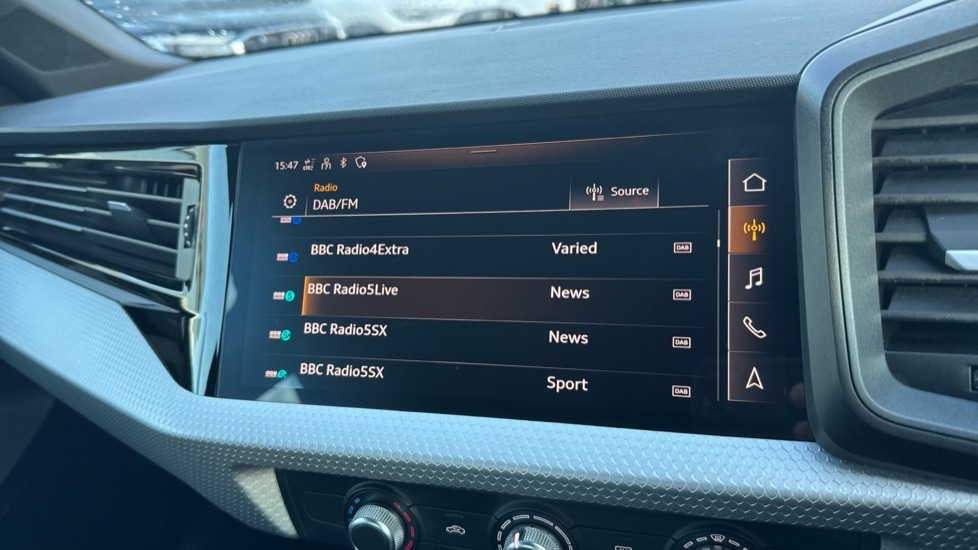 15:47
Radio
DAB/FM
Source
BBC Radio4Extra Varied DAB
BBC Radio5Live News DAB
BBC Radio5SX News DAB
BBC Radio5SX Sport DAB